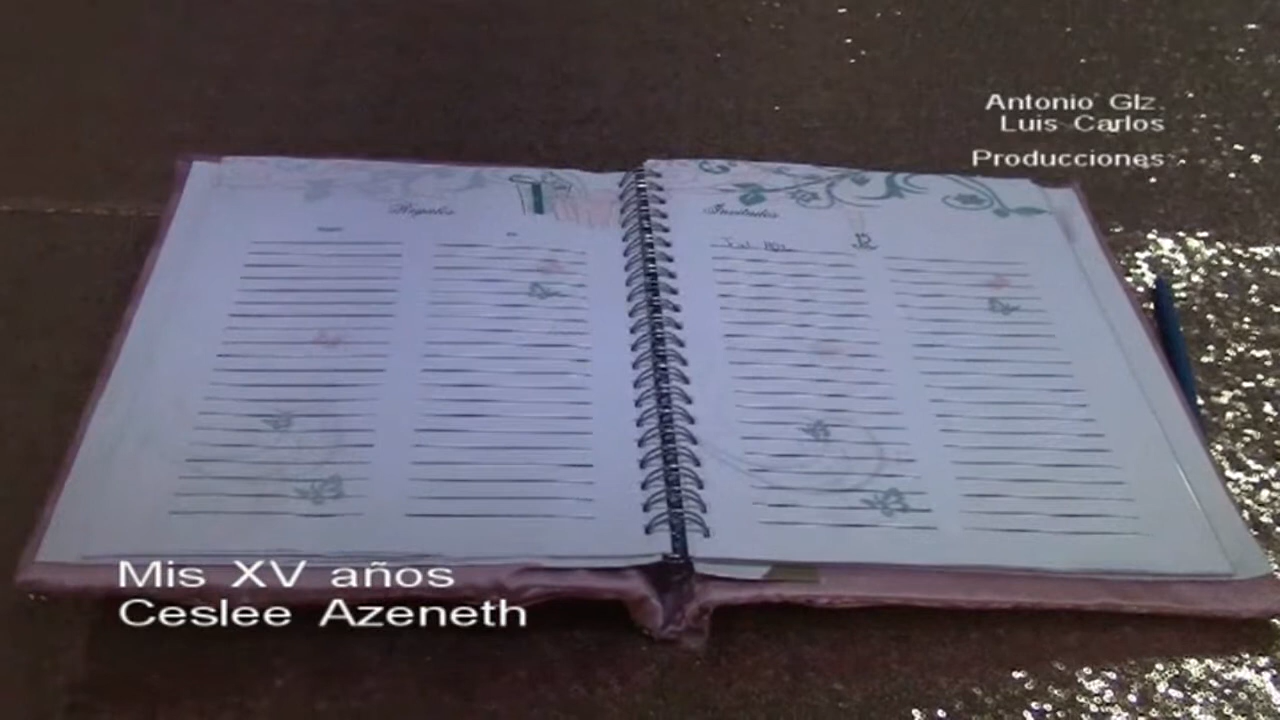 Antonio Glz.
Luis Carlos
Producciones
Regalos
Invitados
Mis XV años
Ceslee Azeneth